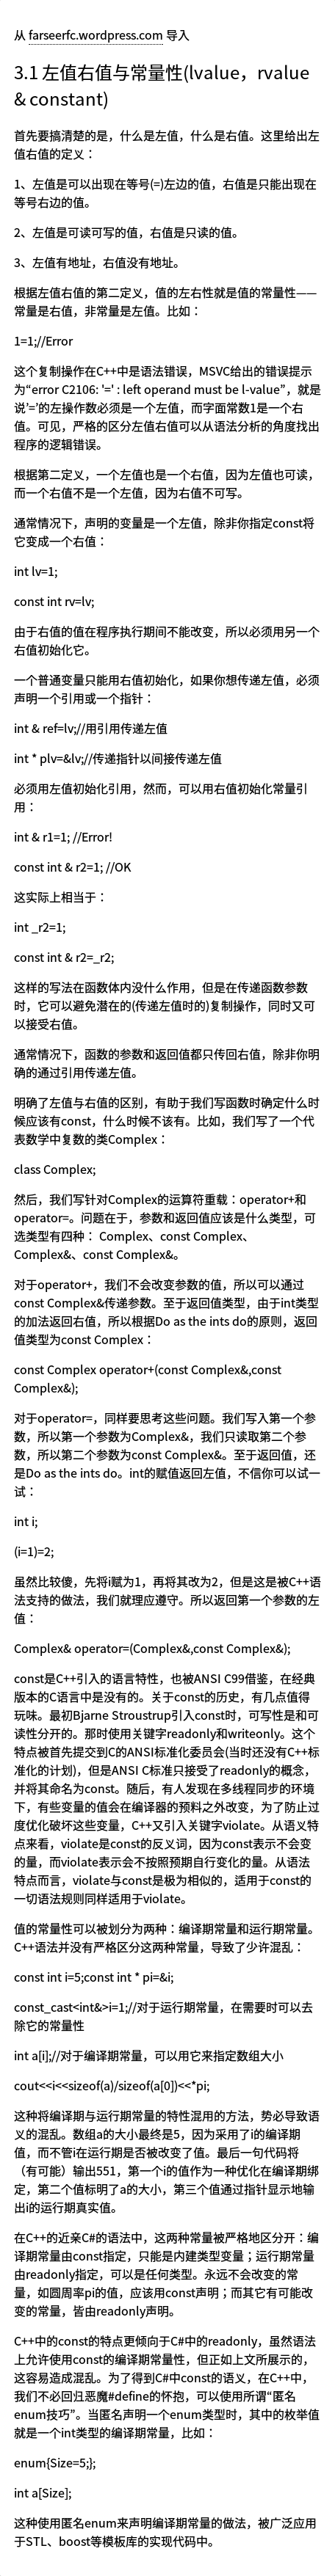 从 farseerfc.wordpress.com 导入
3.1 左值右值与常量性(lvalue，rvalue
& constant)
首先要搞清楚的是，什么是左值，什么是右值。这里给出左
值右值的定义：
1、左值是可以出现在等号(=)左边的值，右值是只能出现在
等号右边的值。
2、左值是可读可写的值，右值是只读的值。
3、左值有地址，右值没有地址。
根据左值右值的第二定义，值的左右性就是值的常量性——
常量是右值，非常量是左值。比如：
1=1;//Error
这个复制操作在C++中是语法错误，MSVC给出的错误提示
为“error C2106: '=' : left operand must be l-value”，就是
说’=’的左操作数必须是一个左值，而字面常数1是一个右
值。可见，严格的区分左值右值可以从语法分析的角度找出
程序的逻辑错误。
根据第二定义，一个左值也是一个右值，因为左值也可读，
而一个右值不是一个左值，因为右值不可写。
通常情况下，声明的变量是一个左值，除非你指定const将
它变成一个右值：
int lv=1;
const int rv=lv;
由于右值的值在程序执行期间不能改变，所以必须用另一个
右值初始化它。
一个普通变量只能用右值初始化，如果你想传递左值，必须
声明一个引用或一个指针：
int & ref=lv;//用引用传递左值
int * plv=&lv;//传递指针以间接传递左值
必须用左值初始化引用，然而，可以用右值初始化常量引
用：
int & r1=1; //Error!
const int & r2=1; //OK
这实际上相当于：
int _r2=1;
const int & r2=_r2;
这样的写法在函数体内没什么作用，但是在传递函数参数
时，它可以避免潜在的(传递左值时的)复制操作，同时又可
以接受右值。
通常情况下，函数的参数和返回值都只传回右值，除非你明
确的通过引用传递左值。
明确了左值与右值的区别，有助于我们写函数时确定什么时
候应该有const，什么时候不该有。比如，我们写了一个代
表数学中复数的类Complex：
class Complex;
然后，我们写针对Complex的运算符重载：operator+和
operator=。问题在于，参数和返回值应该是什么类型，可
选类型有四种： Complex、const Complex、
Complex&、const Complex&。
对于operator+，我们不会改变参数的值，所以可以通过
const Complex&传递参数。至于返回值类型，由于int类型
的加法返回右值，所以根据Do as the ints do的原则，返回
值类型为const Complex：
const Complex operator+(const Complex&,const
Complex&);
对于operator=，同样要思考这些问题。我们写入第一个参
数，所以第一个参数为Complex&，我们只读取第二个参
数，所以第二个参数为const Complex&。至于返回值，还
是Do as the ints do。int的赋值返回左值，不信你可以试一
试：
int i;
(i=1)=2;
虽然比较傻，先将i赋为1，再将其改为2，但是这是被C++语
法支持的做法，我们就理应遵守。所以返回第一个参数的左
值：
Complex& operator=(Complex&,const Complex&);
const是C++引入的语言特性，也被ANSI C99借鉴，在经典
版本的C语言中是没有的。关于const的历史，有几点值得
玩味。最初Bjarne Stroustrup引入const时，可写性是和可
读性分开的。那时使用关键字readonly和writeonly。这个
特点被首先提交到C的ANSI标准化委员会(当时还没有C++标
准化的计划)，但是ANSI C标准只接受了readonly的概念，
并将其命名为const。随后，有人发现在多线程同步的环境
下，有些变量的值会在编译器的预料之外改变，为了防止过
度优化破坏这些变量，C++又引入关键字violate。从语义特
点来看，violate是const的反义词，因为const表示不会变
的量，而violate表示会不按照预期自行变化的量。从语法
特点而言，violate与const是极为相似的，适用于const的
一切语法规则同样适用于violate。
值的常量性可以被划分为两种：编译期常量和运行期常量。
C++语法并没有严格区分这两种常量，导致了少许混乱：
const int i=5;const int * pi=&i;
const_cast<int&>i=1;//对于运行期常量，在需要时可以去
除它的常量性
int a[i];//对于编译期常量，可以用它来指定数组大小
cout<<i<<sizeof(a)/sizeof(a[0])<<*pi;
这种将编译期与运行期常量的特性混用的方法，势必导致语
义的混乱。数组a的大小最终是5，因为采用了i的编译期
值，而不管i在运行期是否被改变了值。最后一句代码将
（有可能）输出551，第一个i的值作为一种优化在编译期绑
定，第二个值标明了a的大小，第三个值通过指针显示地输
出i的运行期真实值。
在C++的近亲C#的语法中，这两种常量被严格地区分开：编
译期常量由const指定，只能是内建类型变量；运行期常量
由readonly指定，可以是任何类型。永远不会改变的常
量，如圆周率pi的值，应该用const声明；而其它有可能改
变的常量，皆由readonly声明。
C++中的const的特点更倾向于C#中的readonly，虽然语法
上允许使用const的编译期常量性，但正如上文所展示的，
这容易造成混乱。为了得到C#中const的语义，在C++中，
我们不必回归恶魔#define的怀抱，可以使用所谓“匿名
enum技巧”。当匿名声明一个enum类型时，其中的枚举值
就是一个int类型的编译期常量，比如：
enum{Size=5;};
int a[Size];
这种使用匿名enum来声明编译期常量的做法，被广泛应用
于STL、boost等模板库的实现代码中。